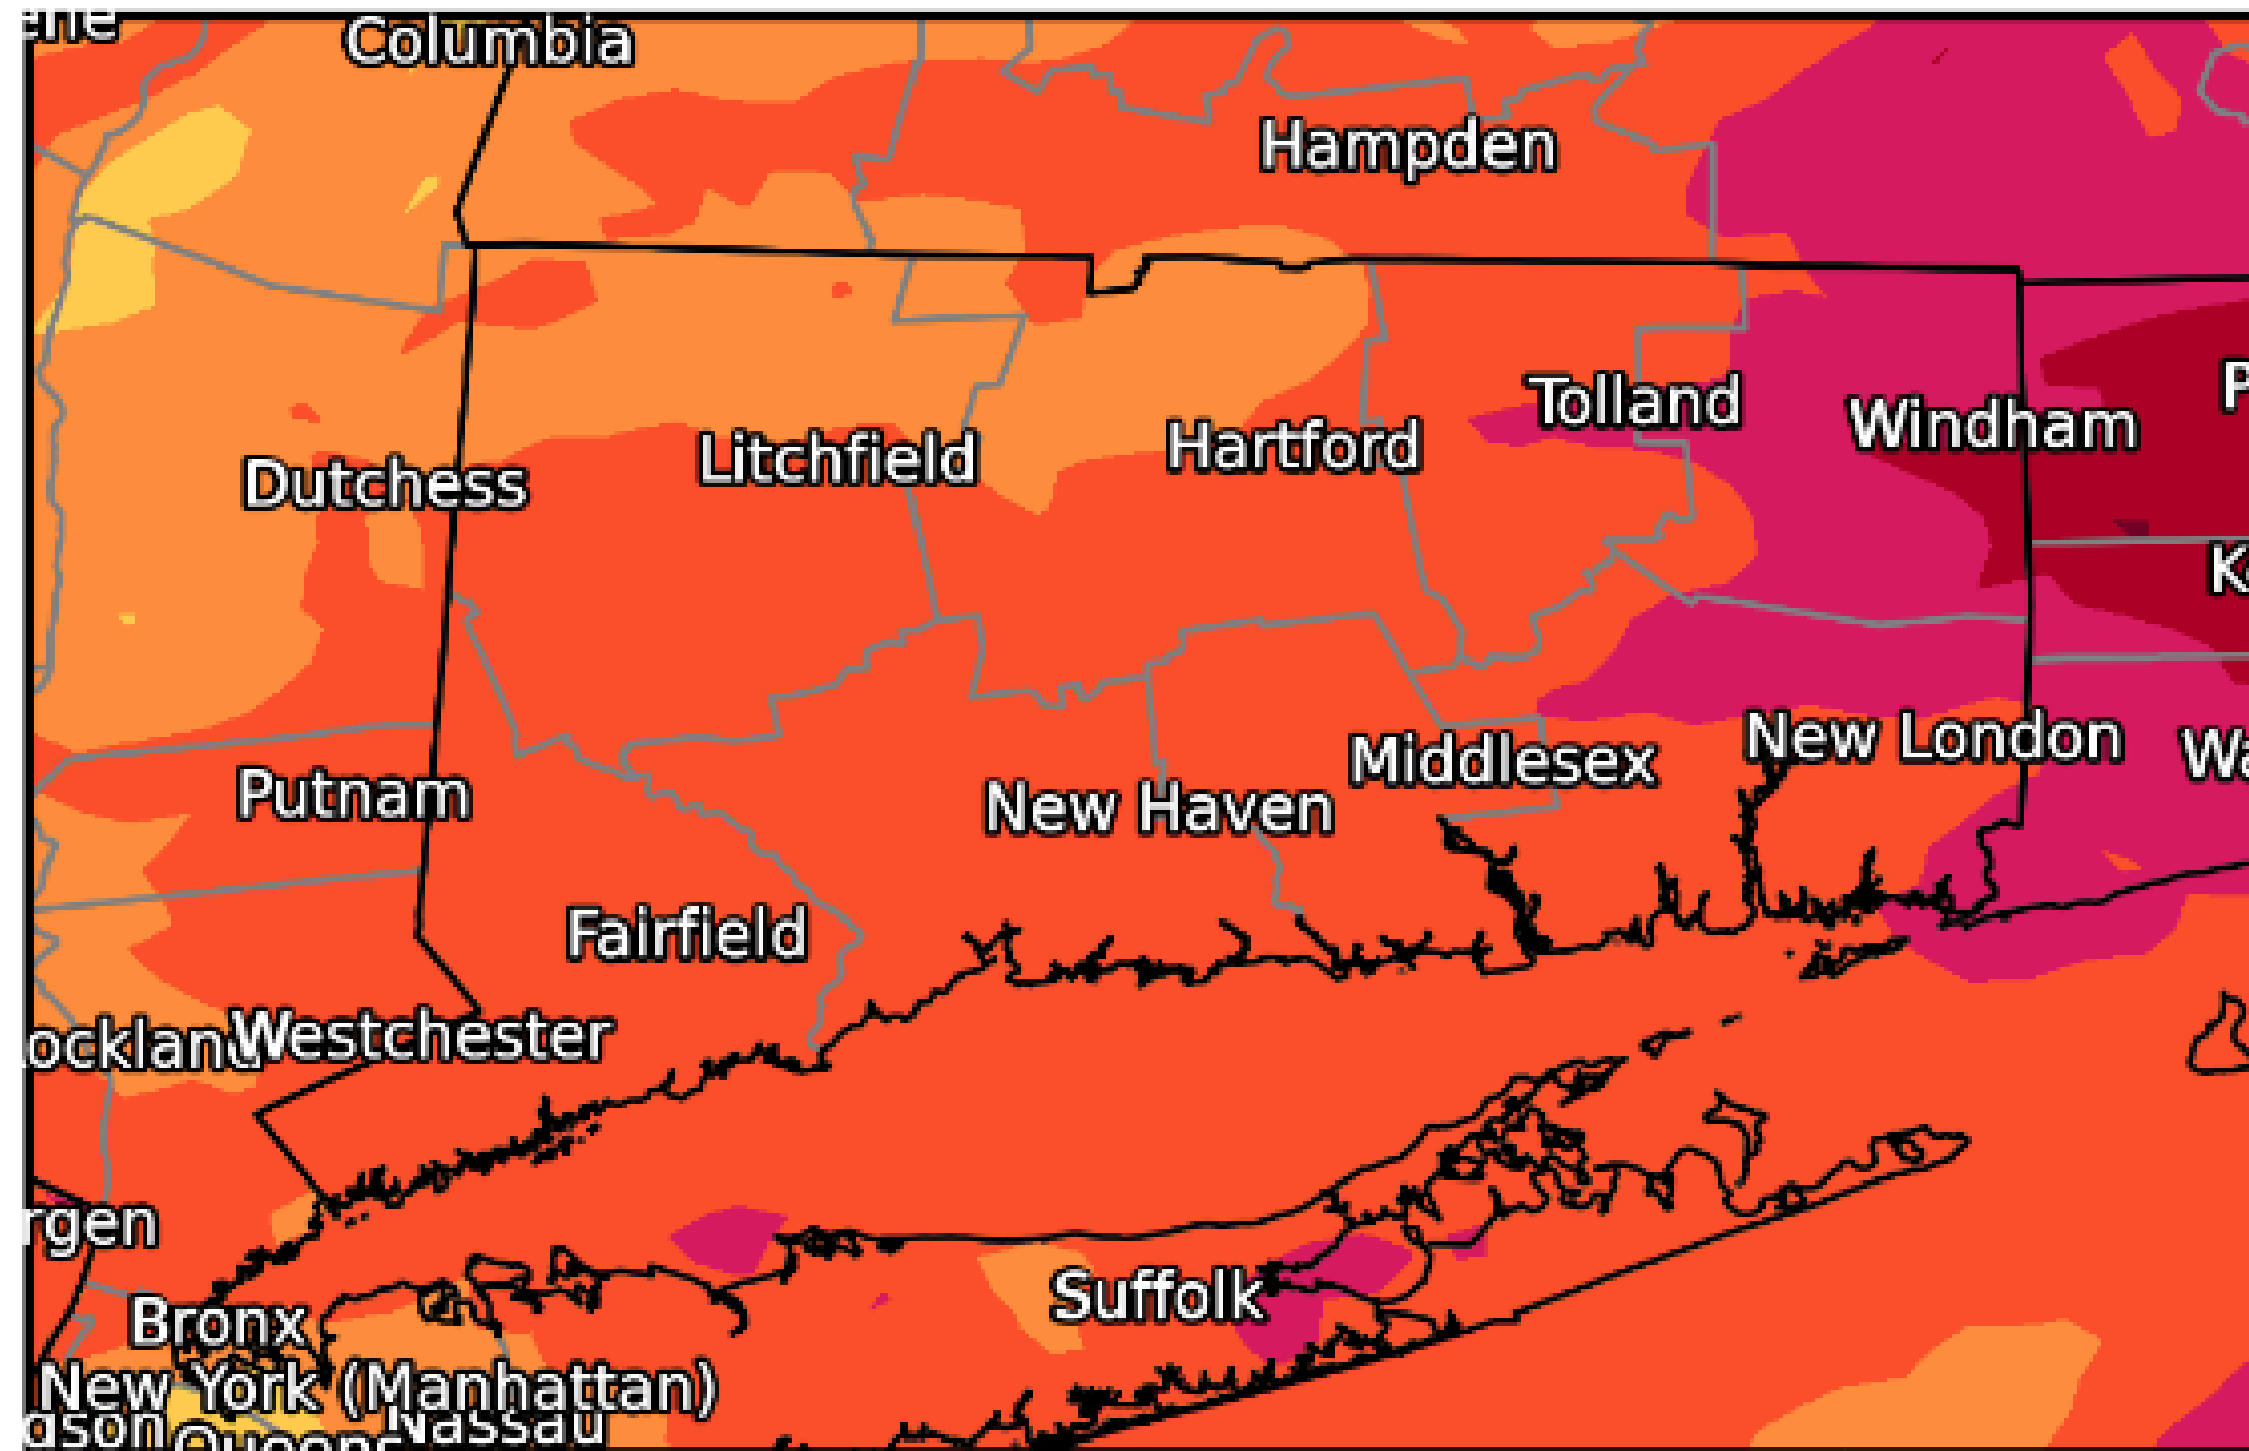 Columbia
Hampden
Tolland
Windham
Hartford
Litchfield
Dutchess
New London
Middlesex
Putnam
New Haven
Fairfield
Westchester
Suffolk
Bronx
New York (Manhattan)
Nassau